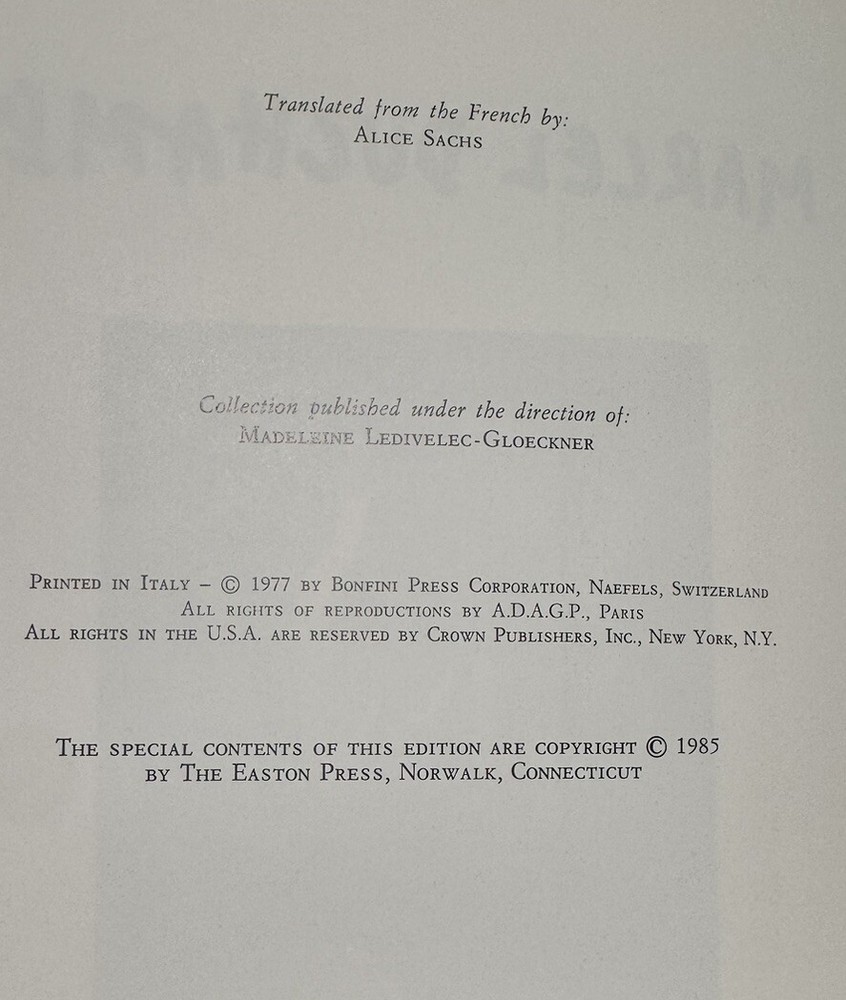 Translated from the French by:
ALICE SACHS
Collection published under the direction of:
MADELEINE LEDIVELEC-GLOECKNER
PRINTED IN ITALY – © 1977 BY BONFINI PRESS CORPORATION, NAEFELS, SWITZERLAND
ALL RIGHTS OF REPRODUCTIONS BY A.D.A.G.P., PARIS
ALL RIGHTS IN THE U.S.A. ARE RESERVED BY CROWN PUBLISHERS, INC., NEW YORK, N.Y.
THE SPECIAL CONTENTS OF THIS EDITION ARE COPYRIGHT © 1985
BY THE EASTON PRESS, NORWALK, CONNECTICUT